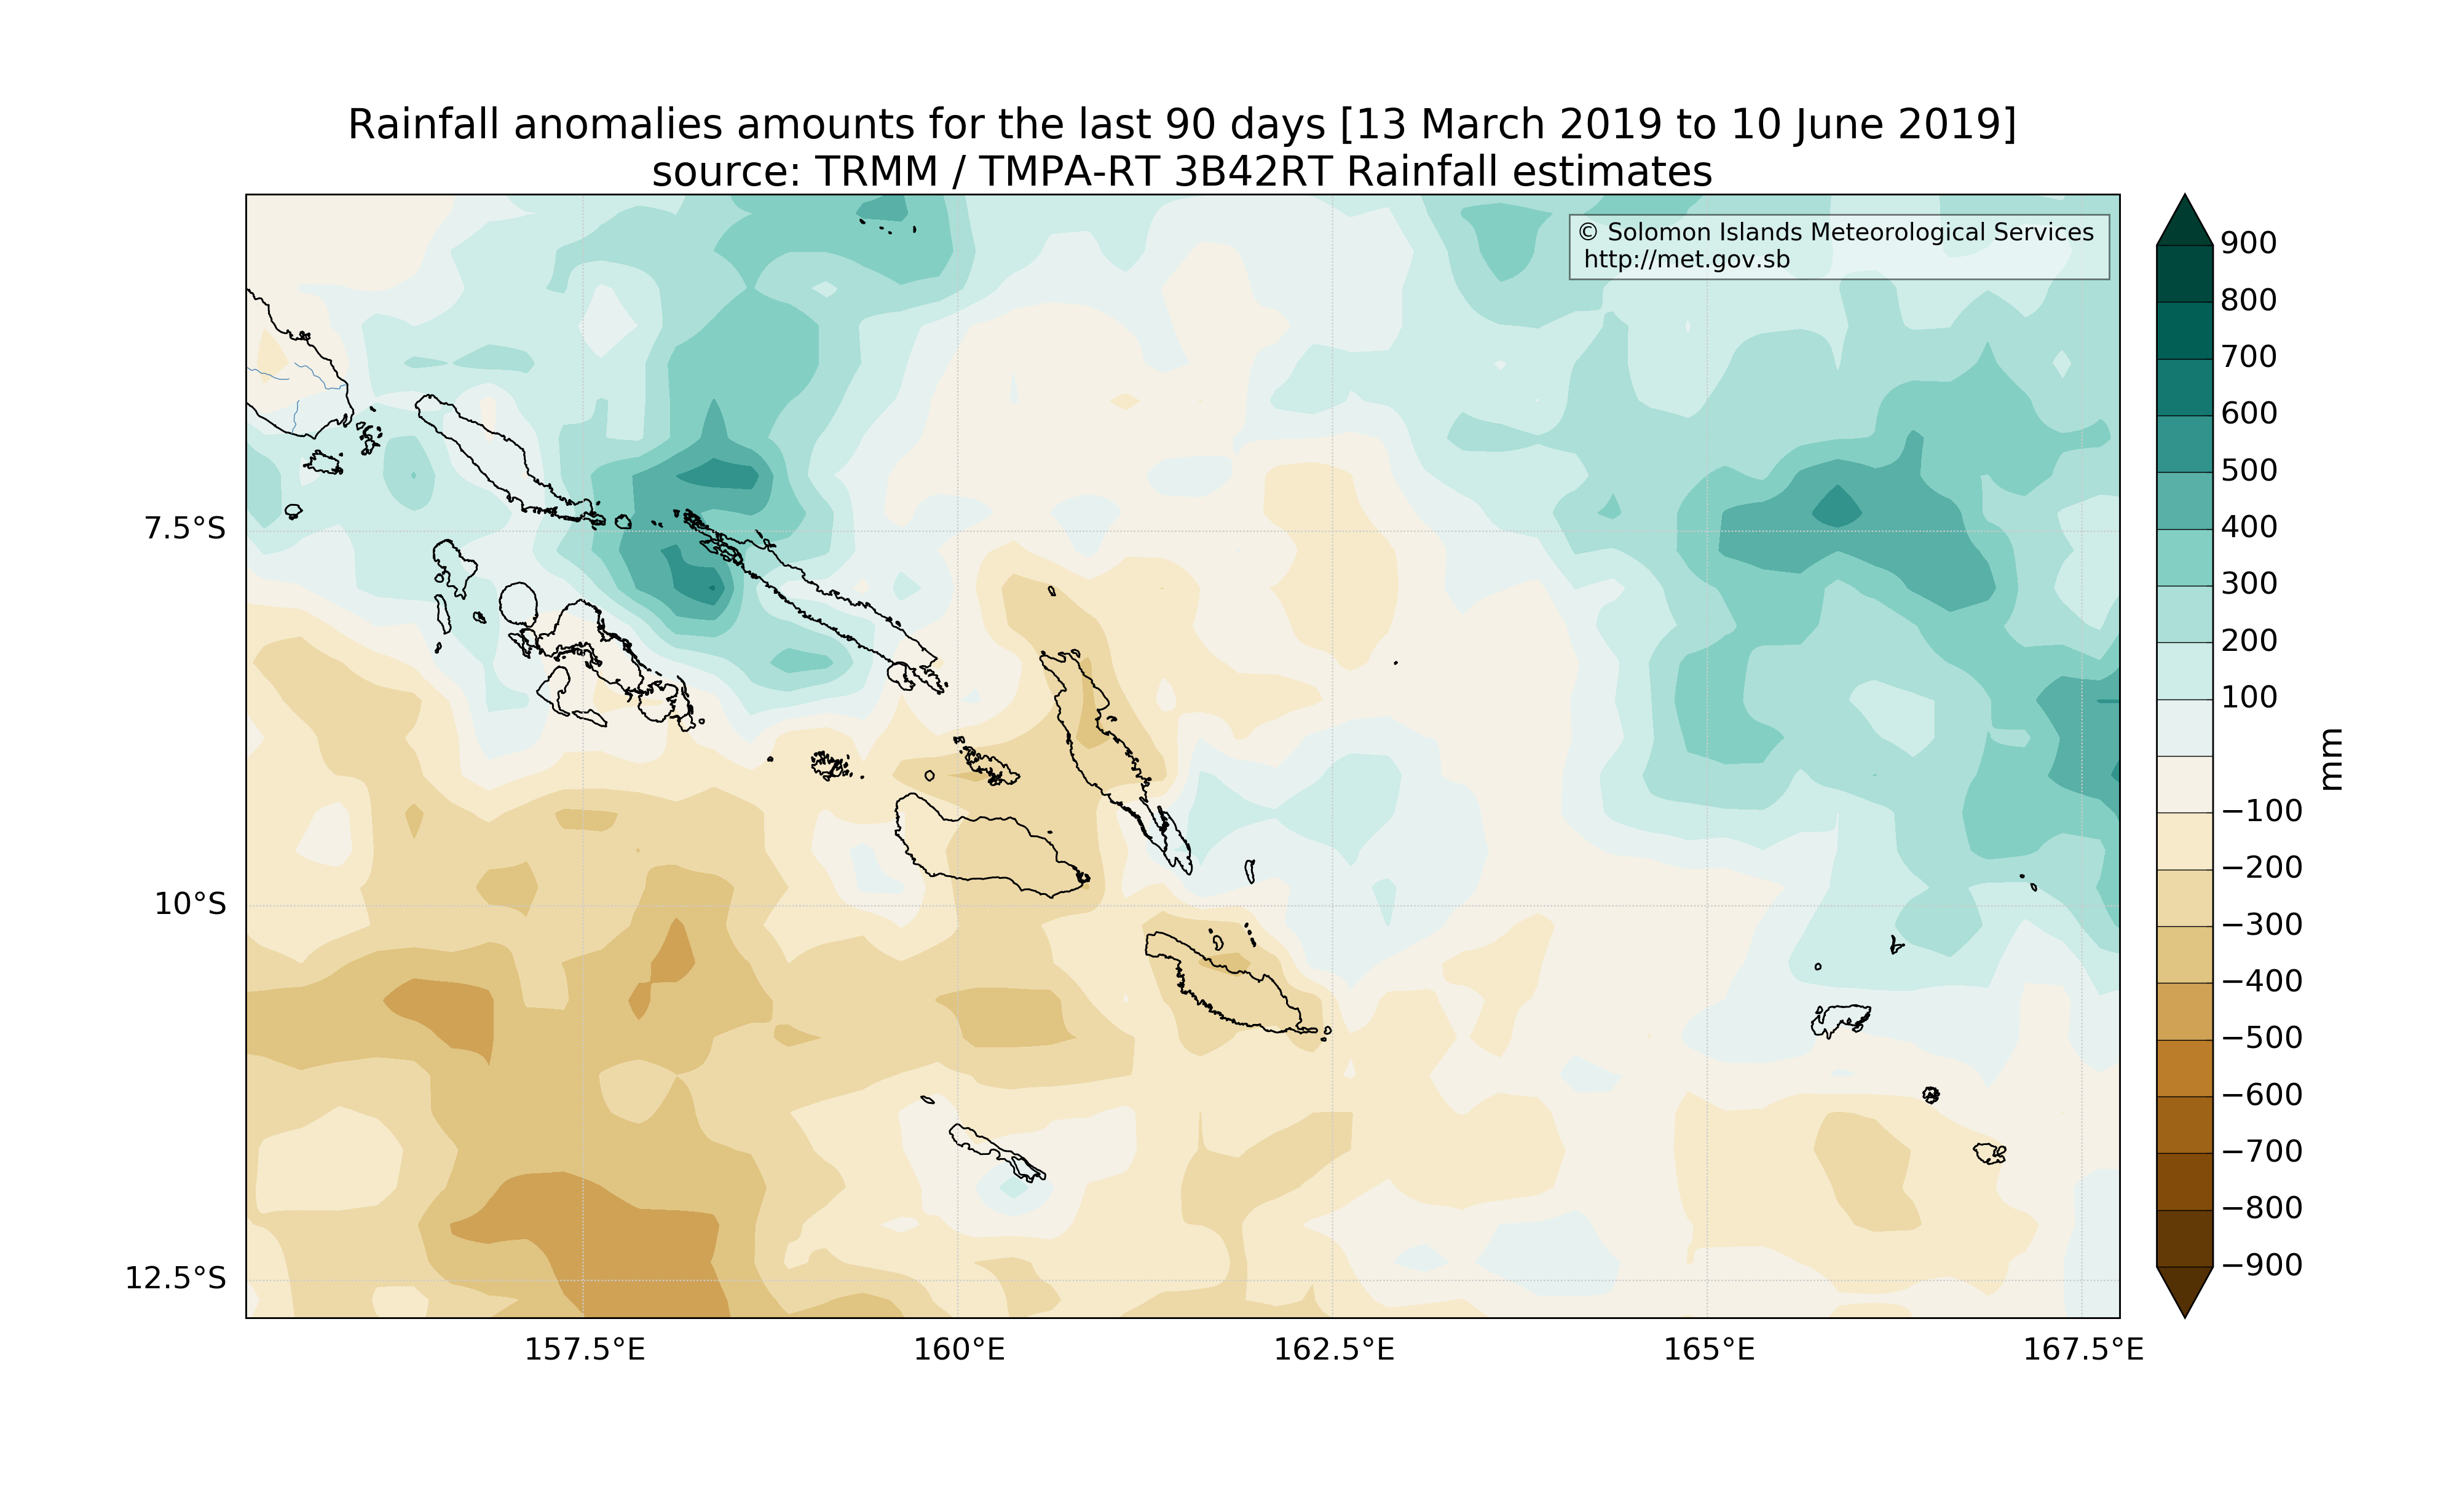 Rainfall anomalies amounts for the last 90 days [13 March 2019 to 10 June 2019]
source: TRMM / TMPA-RT 3B42RT Rainfall estimates
© Solomon Islands Meteorological Services
http://met.gov.sb
7.5°S
10°S
12.5°S
157.5°E
160°E
162.5°E
165°E
167.5°E
900
800
700
600
500
400
300
200
100
−100
−200
−300
−400
−500
−600
−700
−800
−900
mm